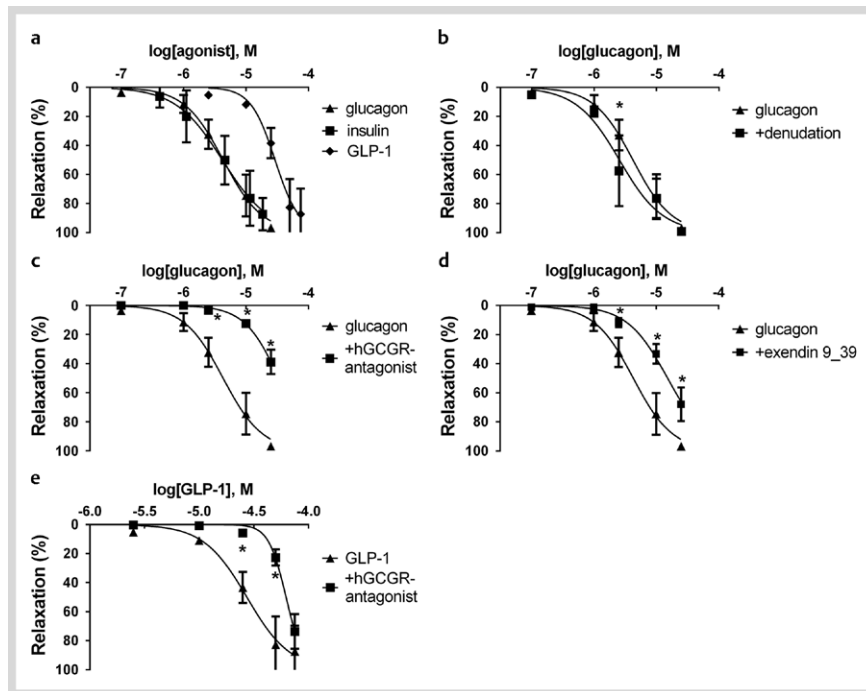 a
log[agonist], M
-7 -6 -5 -4
0
20
40
60
80
100
Relaxation (%)
glucagon
insulin
GLP-1
b
log[glucagon], M
-7 -6 -5 -4
0
20
40
60
80
100
Relaxation (%)
*
glucagon
+denudation
c
log[glucagon], M
-7 -6 -5 -4
0
20
40
60
80
100
Relaxation (%)
* * *
glucagon
+hGCGR-
antagonist
d
log[glucagon], M
-7 -6 -5 -4
0
20
40
60
80
100
Relaxation (%)
* * *
glucagon
+exendin 9_39
e
log[GLP-1], M
-6.0 -5.5 -5.0 -4.5 -4.0
0
20
40
60
80
100
Relaxation (%)
* *
GLP-1
+hGCGR-
antagonist